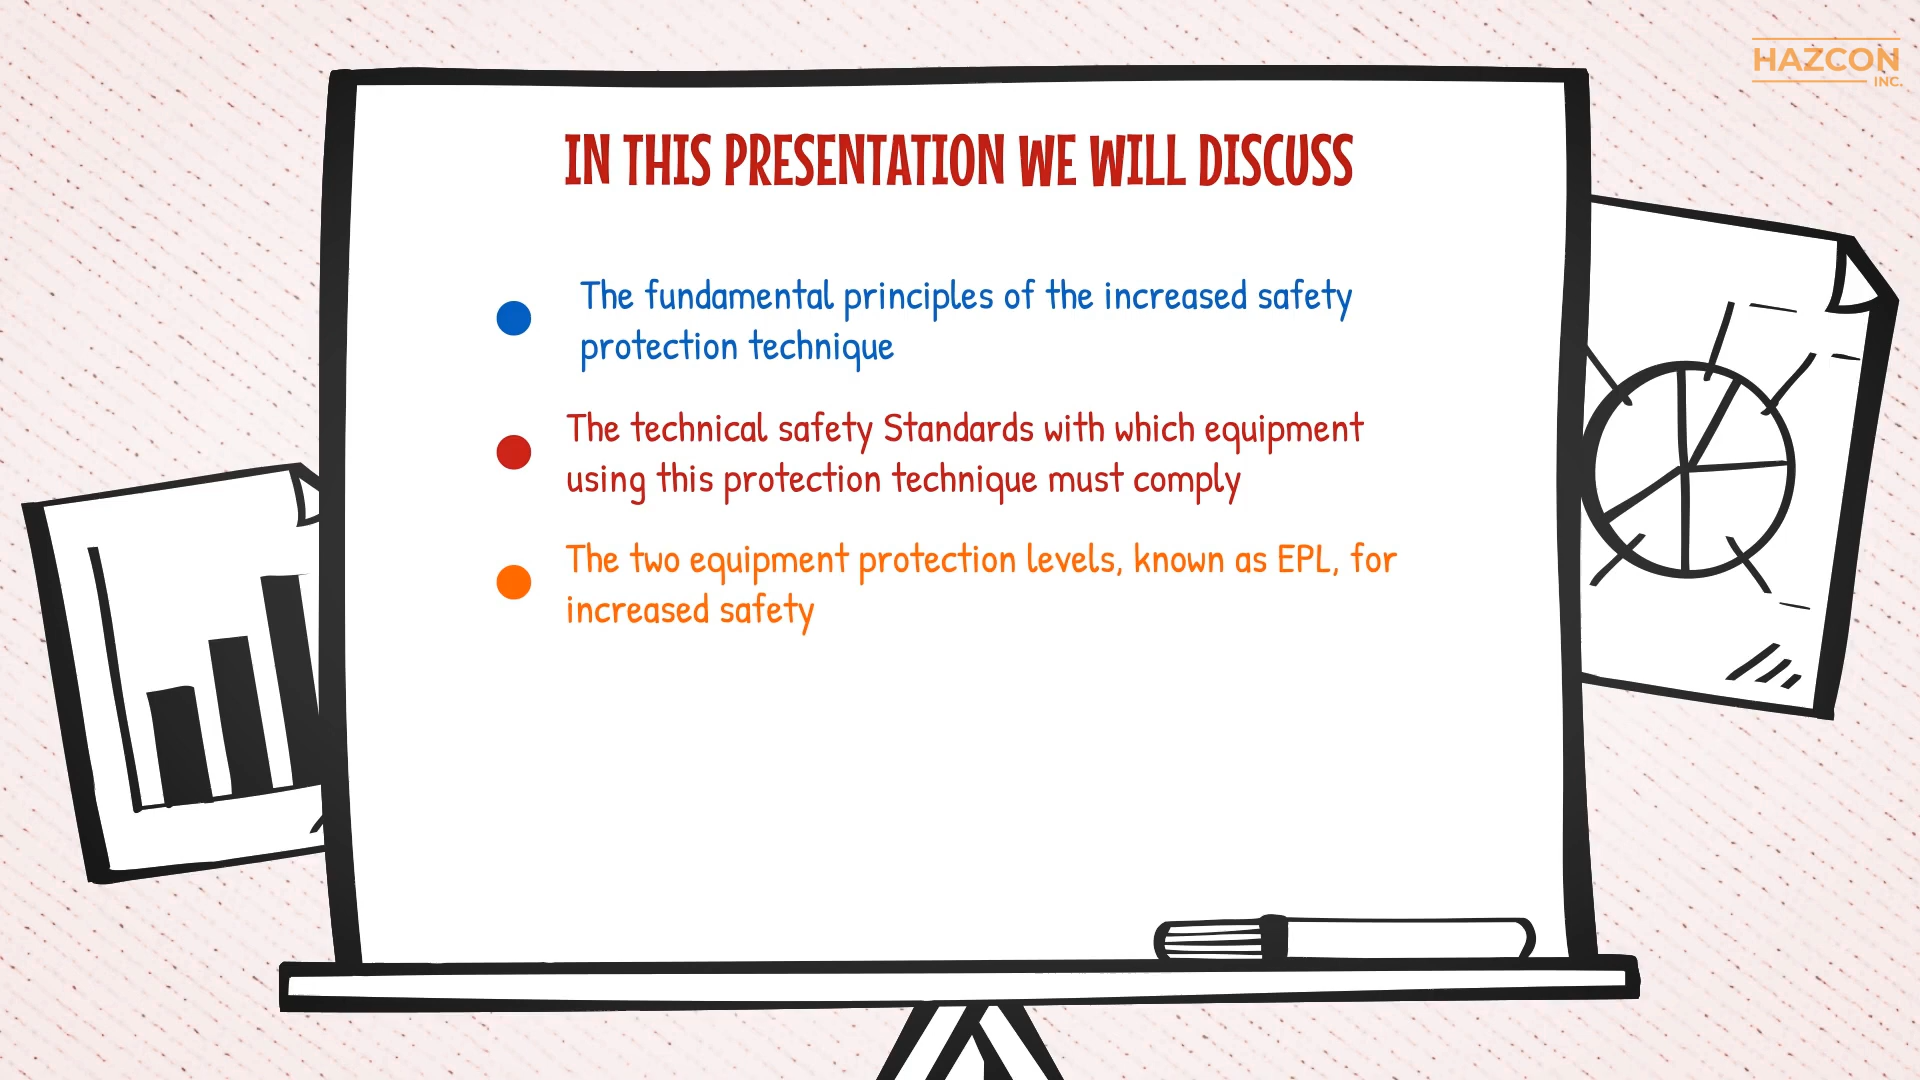 HAZCON
INC.
IN THIS PRESENTATION WE WILL DISCUSS
The fundamental principles of the increased safety
protection technique
The technical safety Standards with which equipment
using this protection technique must comply
The two equipment protection levels, known as EPL, for
increased safety